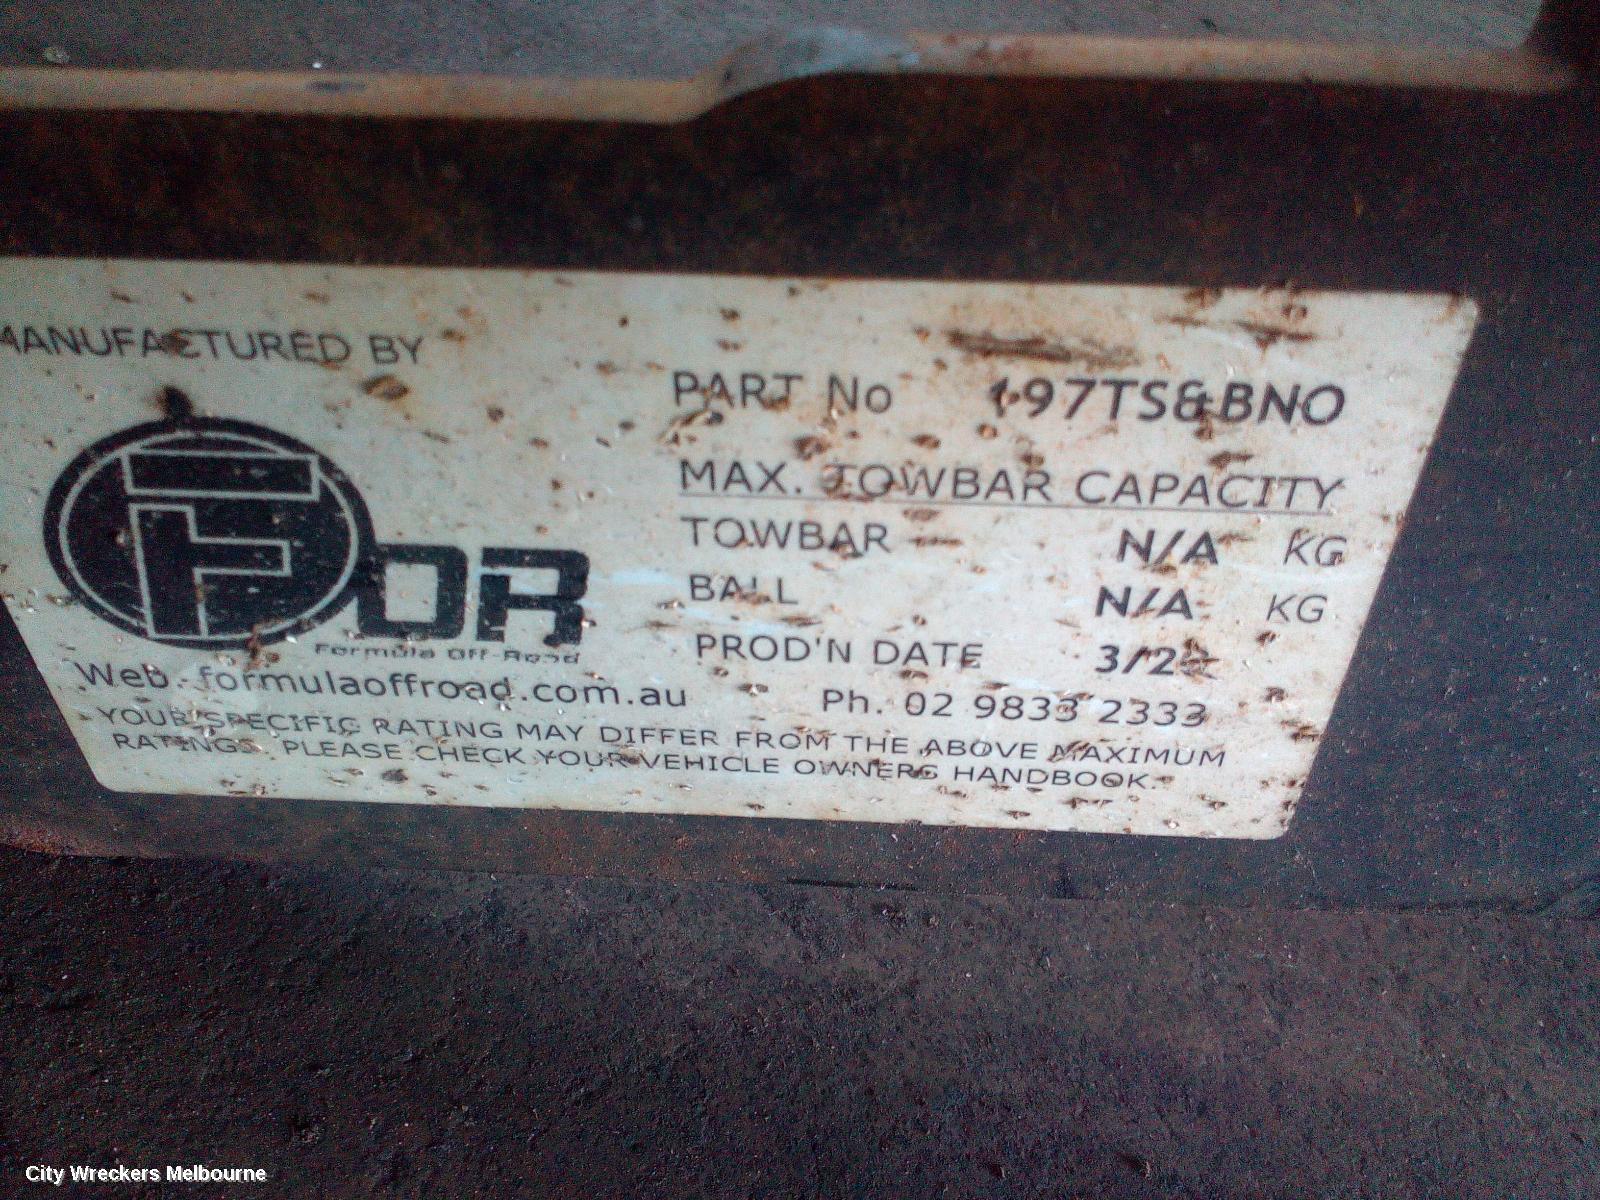 MANUFACTURED BY
FOR
Formula Off-Road
PART No 197TS&BNO
MAX. TOWBAR CAPACITY
TOWBAR N/A KG
BALL N/A KG
PROD'N DATE
Web. formulaoffroad.com.au Ph. 02 9833 2333
YOUR SPECIFIC RATING MAY DIFFER FROM THE ABOVE MAXIMUM
RATINGS. PLEASE CHECK YOUR VEHICLE OWNERS HANDBOOK.
City Wreckers Melbourne